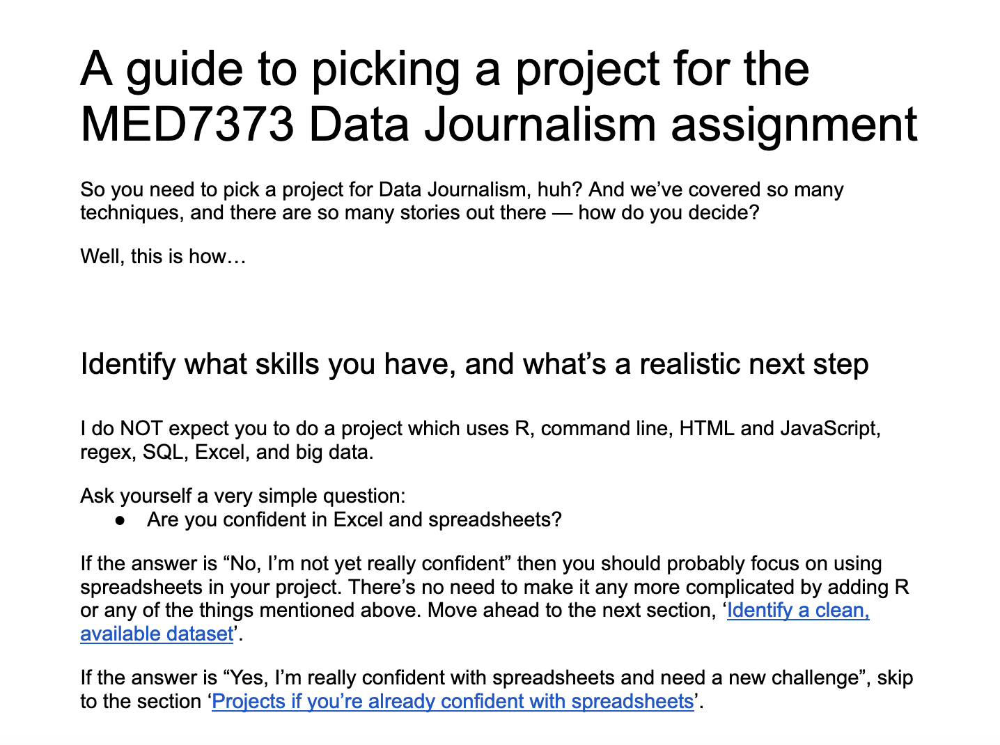 A guide to picking a project for the
MED7373 Data Journalism assignment
So you need to pick a project for Data Journalism, huh? And we’ve covered so many
techniques, and there are so many stories out there — how do you decide?
Well, this is how…
Identify what skills you have, and what’s a realistic next step
I do NOT expect you to do a project which uses R, command line, HTML and JavaScript,
regex, SQL, Excel, and big data.
Ask yourself a very simple question:
● Are you confident in Excel and spreadsheets?
If the answer is “No, I’m not yet really confident” then you should probably focus on using
spreadsheets in your project. There’s no need to make it any more complicated by adding R
or any of the things mentioned above. Move ahead to the next section, ‘Identify a clean,
available dataset’.
If the answer is “Yes, I’m really confident with spreadsheets and need a new challenge”, skip
to the section ‘Projects if you’re already confident with spreadsheets’.